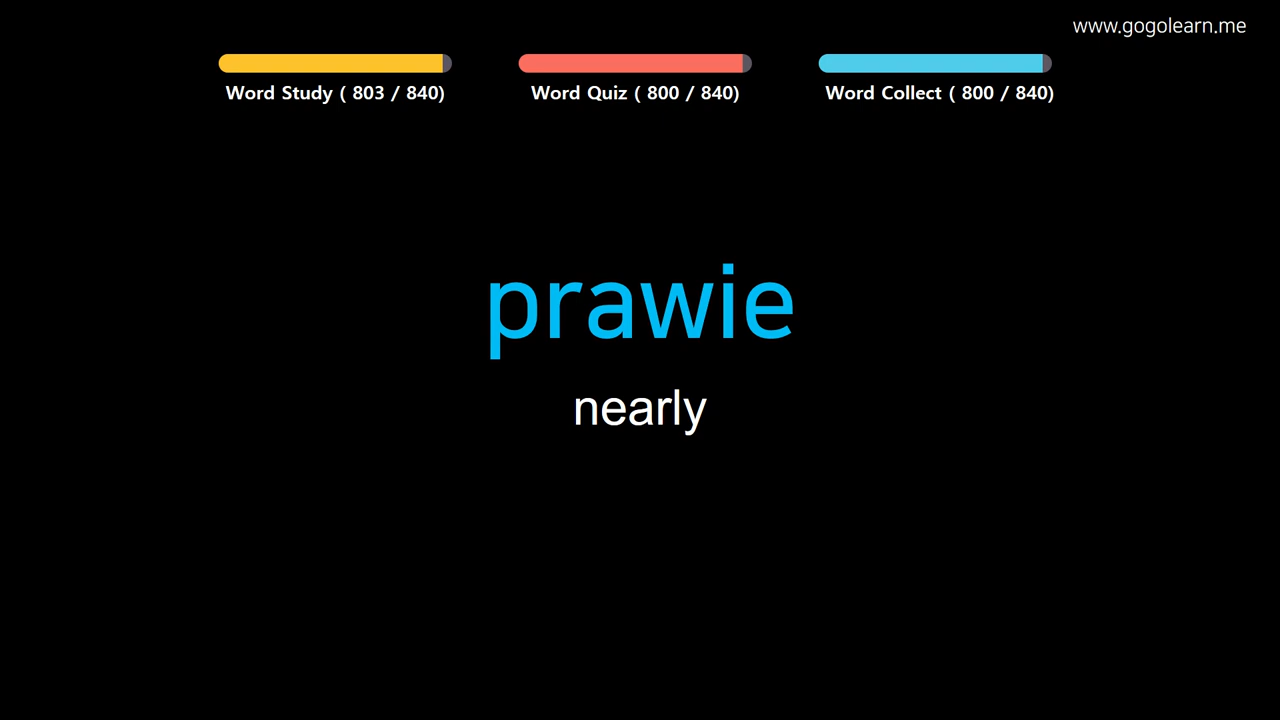 www.gogolearn.me
Word Study ( 803 / 840)
Word Quiz ( 800 / 840)
Word Collect ( 800 / 840)
prawie
nearly